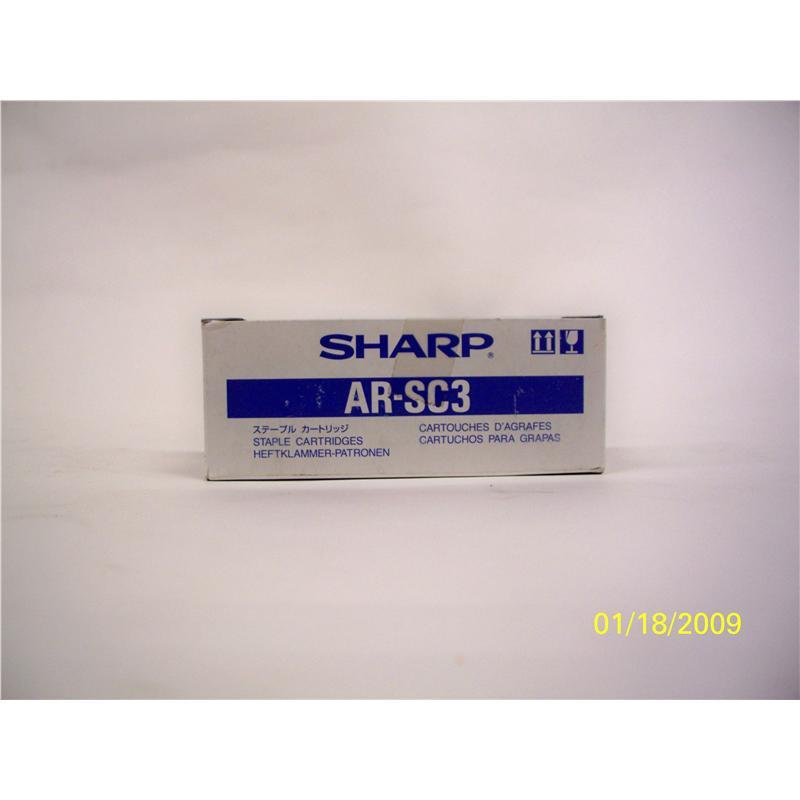 SHARP®
AR-SC3
ステープル カートリッジ
STAPLE CARTRIDGES
HEFTKLAMMER-PATRONEN
CARTOUCHES D'AGRAFES
CARTUCHOS PARA GRAPAS
01/18/2009